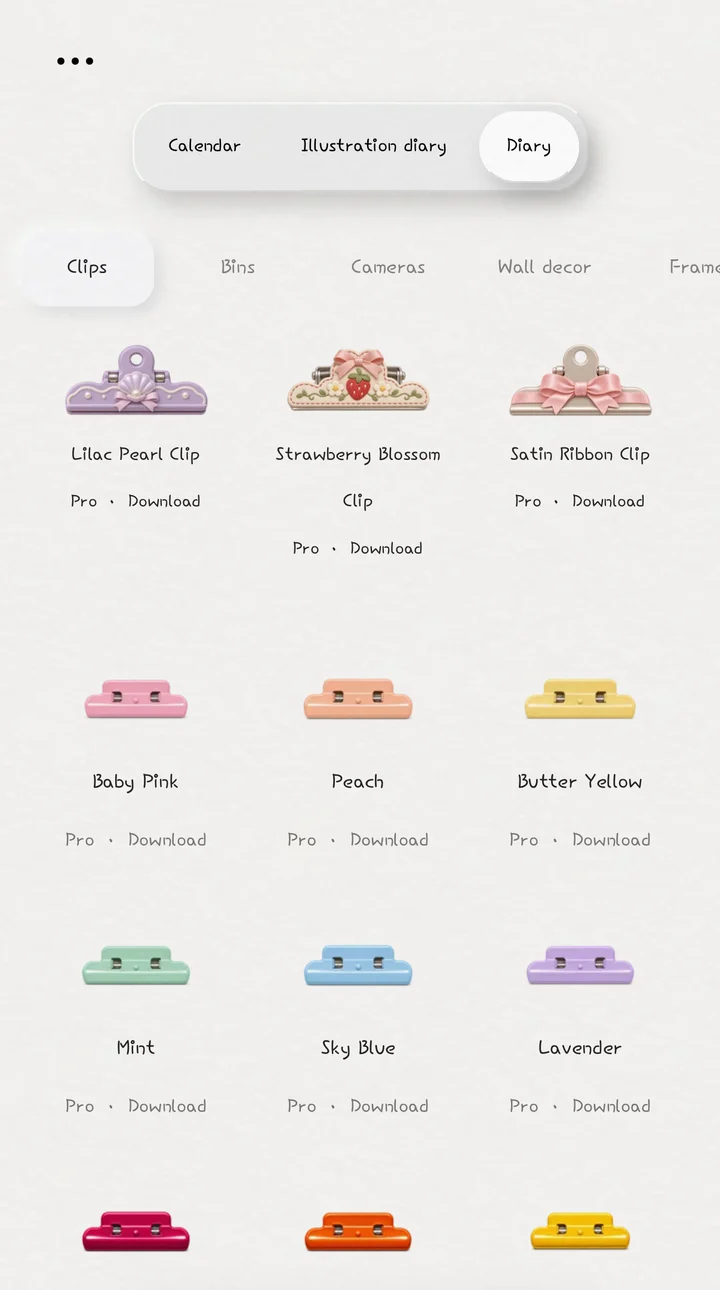 Calendar Illustration diary Diary
Clips Bins Cameras Wall decor Frame
Lilac Pearl Clip
Pro · Download
Strawberry Blossom
Clip
Pro · Download
Satin Ribbon Clip
Pro · Download
Baby Pink
Pro · Download
Peach
Pro · Download
Butter Yellow
Pro · Download
Mint
Pro · Download
Sky Blue
Pro · Download
Lavender
Pro · Download